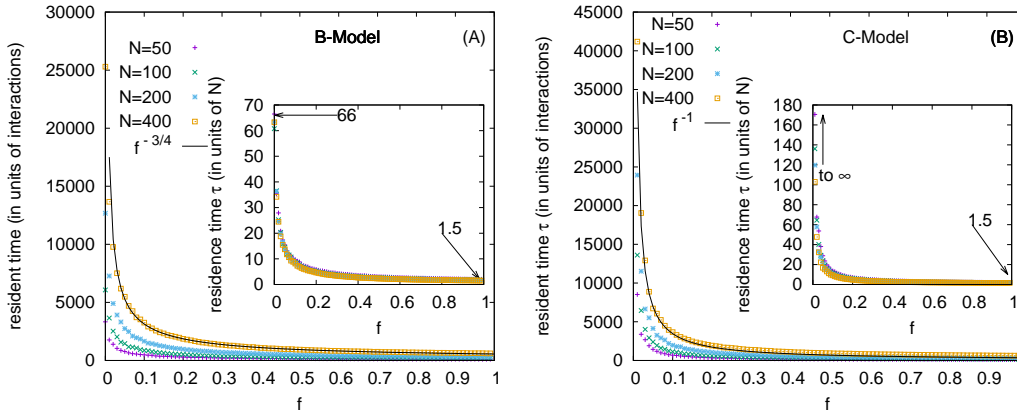 B-Model
(A)
N=50
N=100
N=200
N=400
f - 3/4
resident time (in units of interactions)
30000
25000
20000
15000
10000
5000
0
0 0.1 0.2 0.3 0.4 0.5 0.6 0.7 0.8 0.9 1
f
residence time τ (in units of N)
70
60
50
40
30
20
10
0
0 0.2 0.4 0.6 0.8 1
f
66
1.5
C-Model
(B)
N=50
N=100
N=200
N=400
f -1
resident time τ (in units of interactions)
45000
40000
35000
30000
25000
20000
15000
10000
5000
0
0 0.1 0.2 0.3 0.4 0.5 0.6 0.7 0.8 0.9
f
residence time τ (in units of N)
180
160
140
120
100
80
60
40
20
0
0 0.2 0.4 0.6 0.8 1
f
to ∞
1.5